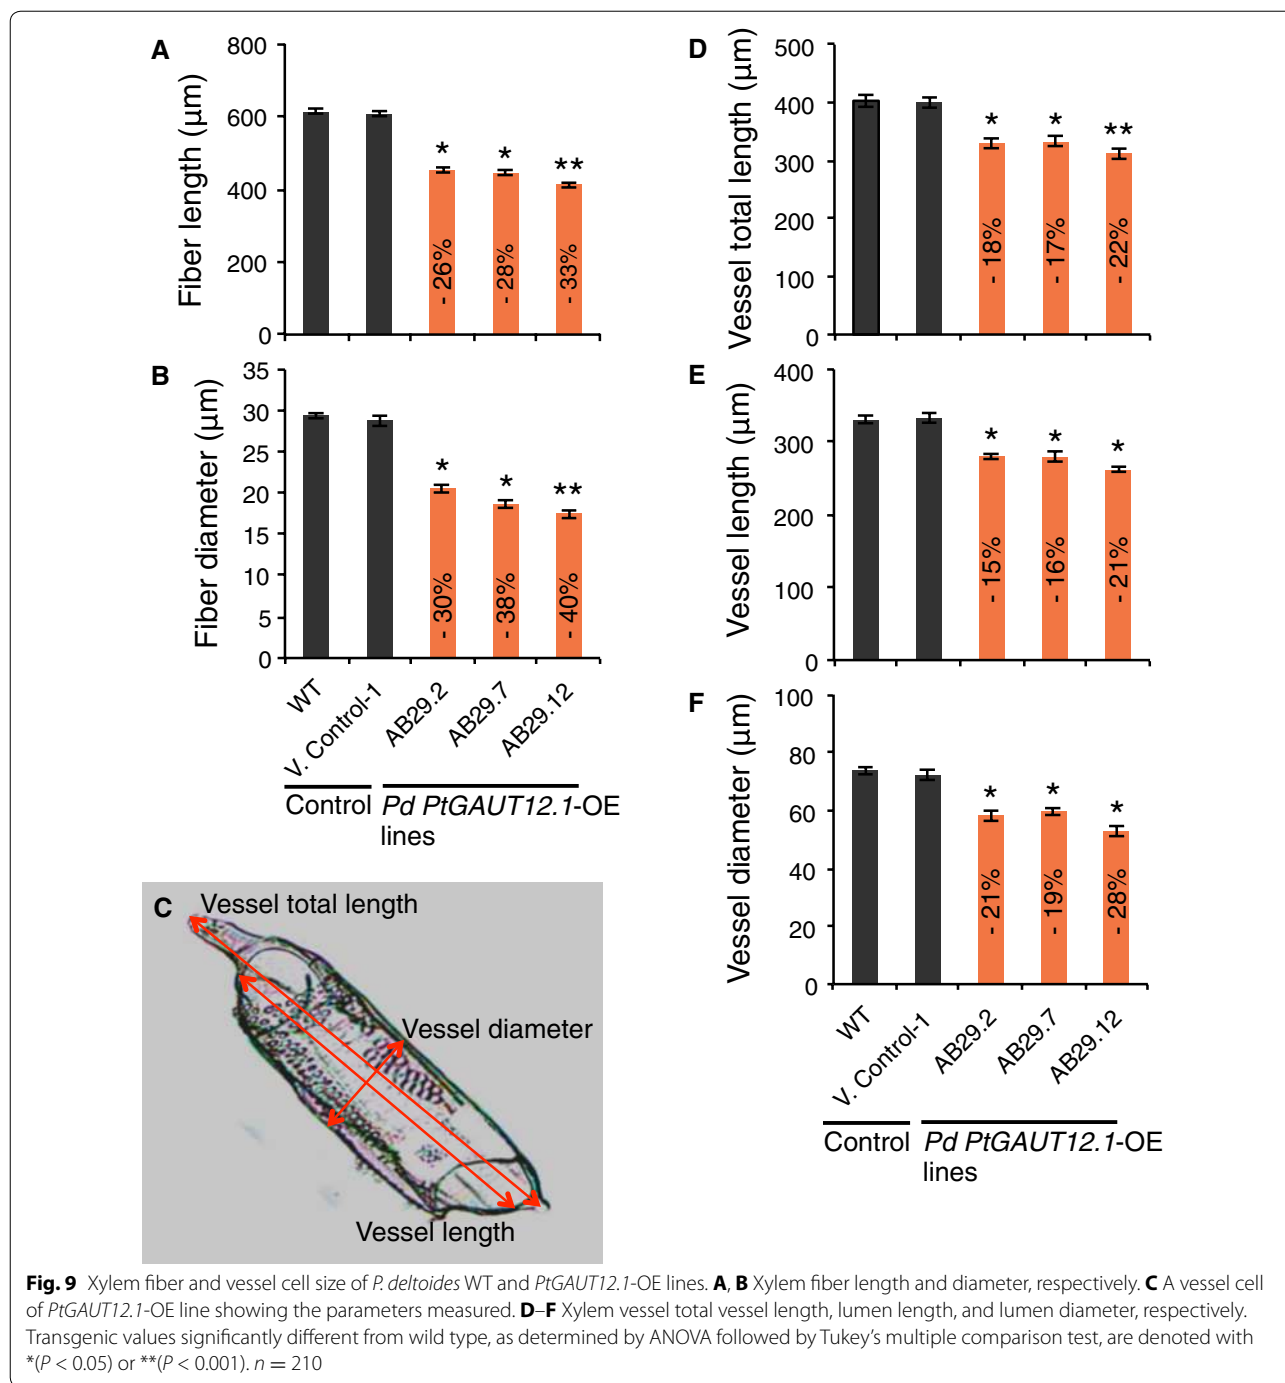 A
Fiber length (µm)
800
600
400
200
0
*
*
**
- 26%
- 28%
- 33%
B
Fiber diameter (µm)
35
30
25
20
15
10
5
0
*
*
**
- 30%
- 38%
- 40%
WT
V. Control-1
AB29.2
AB29.7
AB29.12
Control
Pd PtGAUT12.1-OE
lines
C
Vessel total length
Vessel diameter
Vessel length
D
Vessel total length (µm)
500
400
300
200
100
0
*
*
**
- 18%
- 17%
- 22%
E
Vessel length (µm)
400
300
200
100
0
*
*
*
- 15%
- 16%
- 21%
F
Vessel diameter (µm)
100
80
60
40
20
0
*
*
*
- 21%
- 19%
- 28%
WT
V. Control-1
AB29.2
AB29.7
AB29.12
Control
Pd PtGAUT12.1-OE
lines
Fig. 9 Xylem fiber and vessel cell size of P. deltoides WT and PtGAUT12.1-OE lines. A, B Xylem fiber length and diameter, respectively. C A vessel cell
of PtGAUT12.1-OE line showing the parameters measured. D–F Xylem vessel total vessel length, lumen length, and lumen diameter, respectively.
Transgenic values significantly different from wild type, as determined by ANOVA followed by Tukey's multiple comparison test, are denoted with
*(P < 0.05) or **(P < 0.001). n = 210